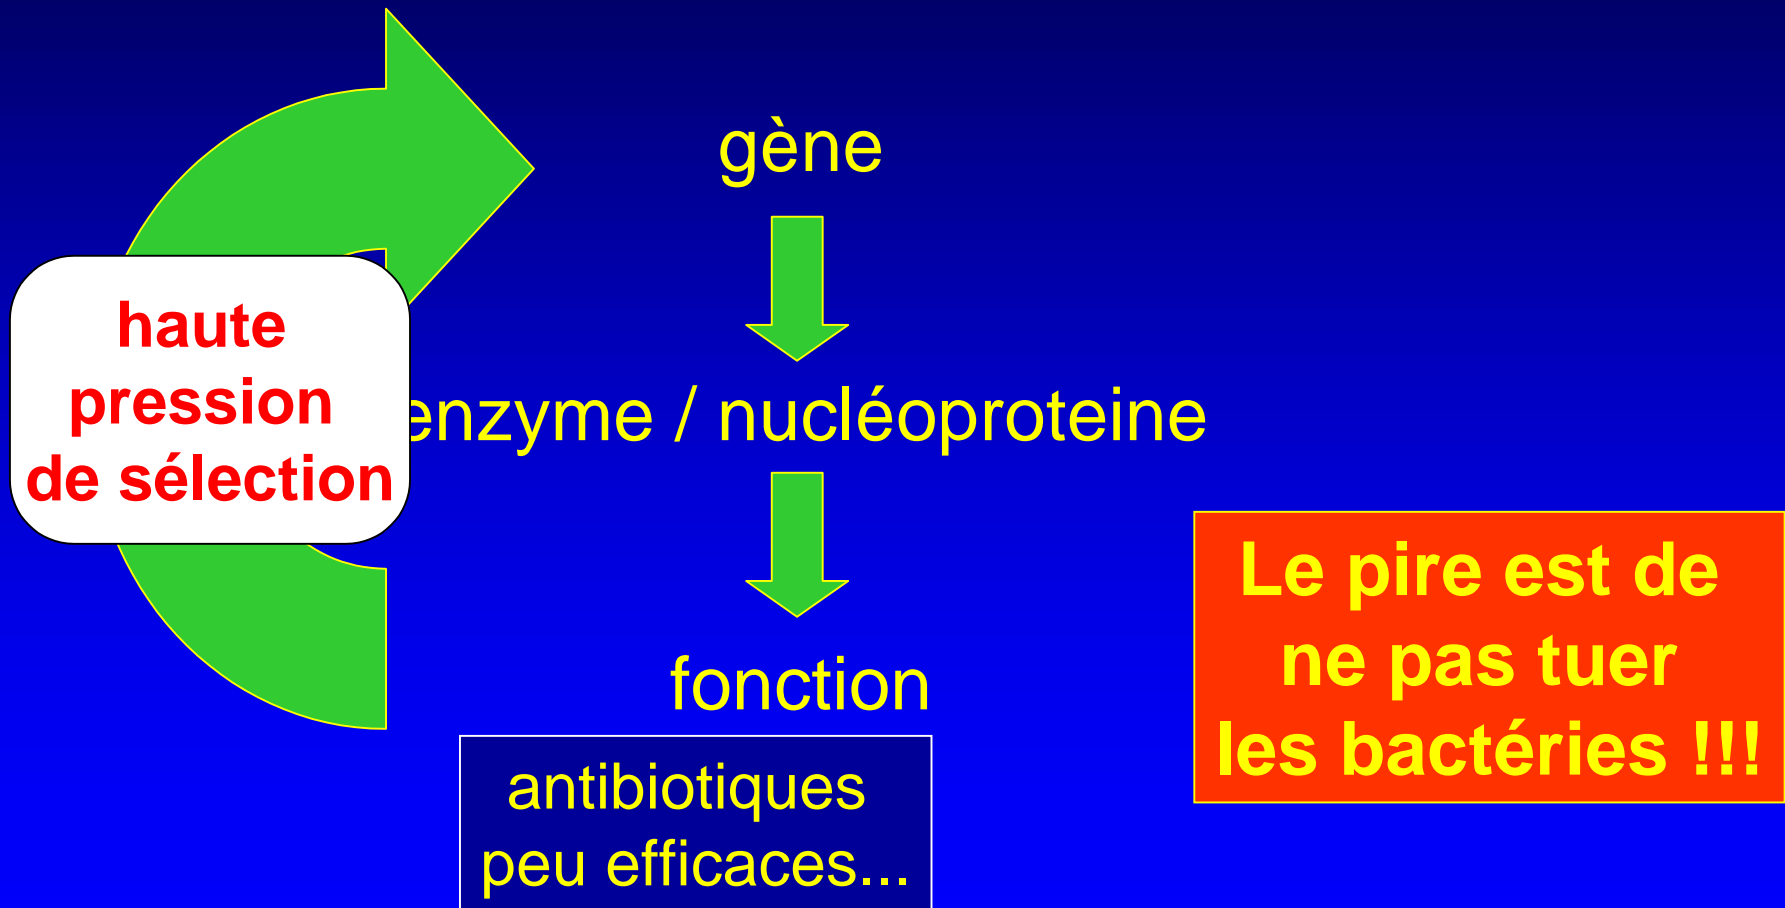 gène
haute
pression
de sélection
enzyme / nucléoproteine
fonction
antibiotiques
peu efficaces...
Le pire est de
ne pas tuer
les bactéries !!!